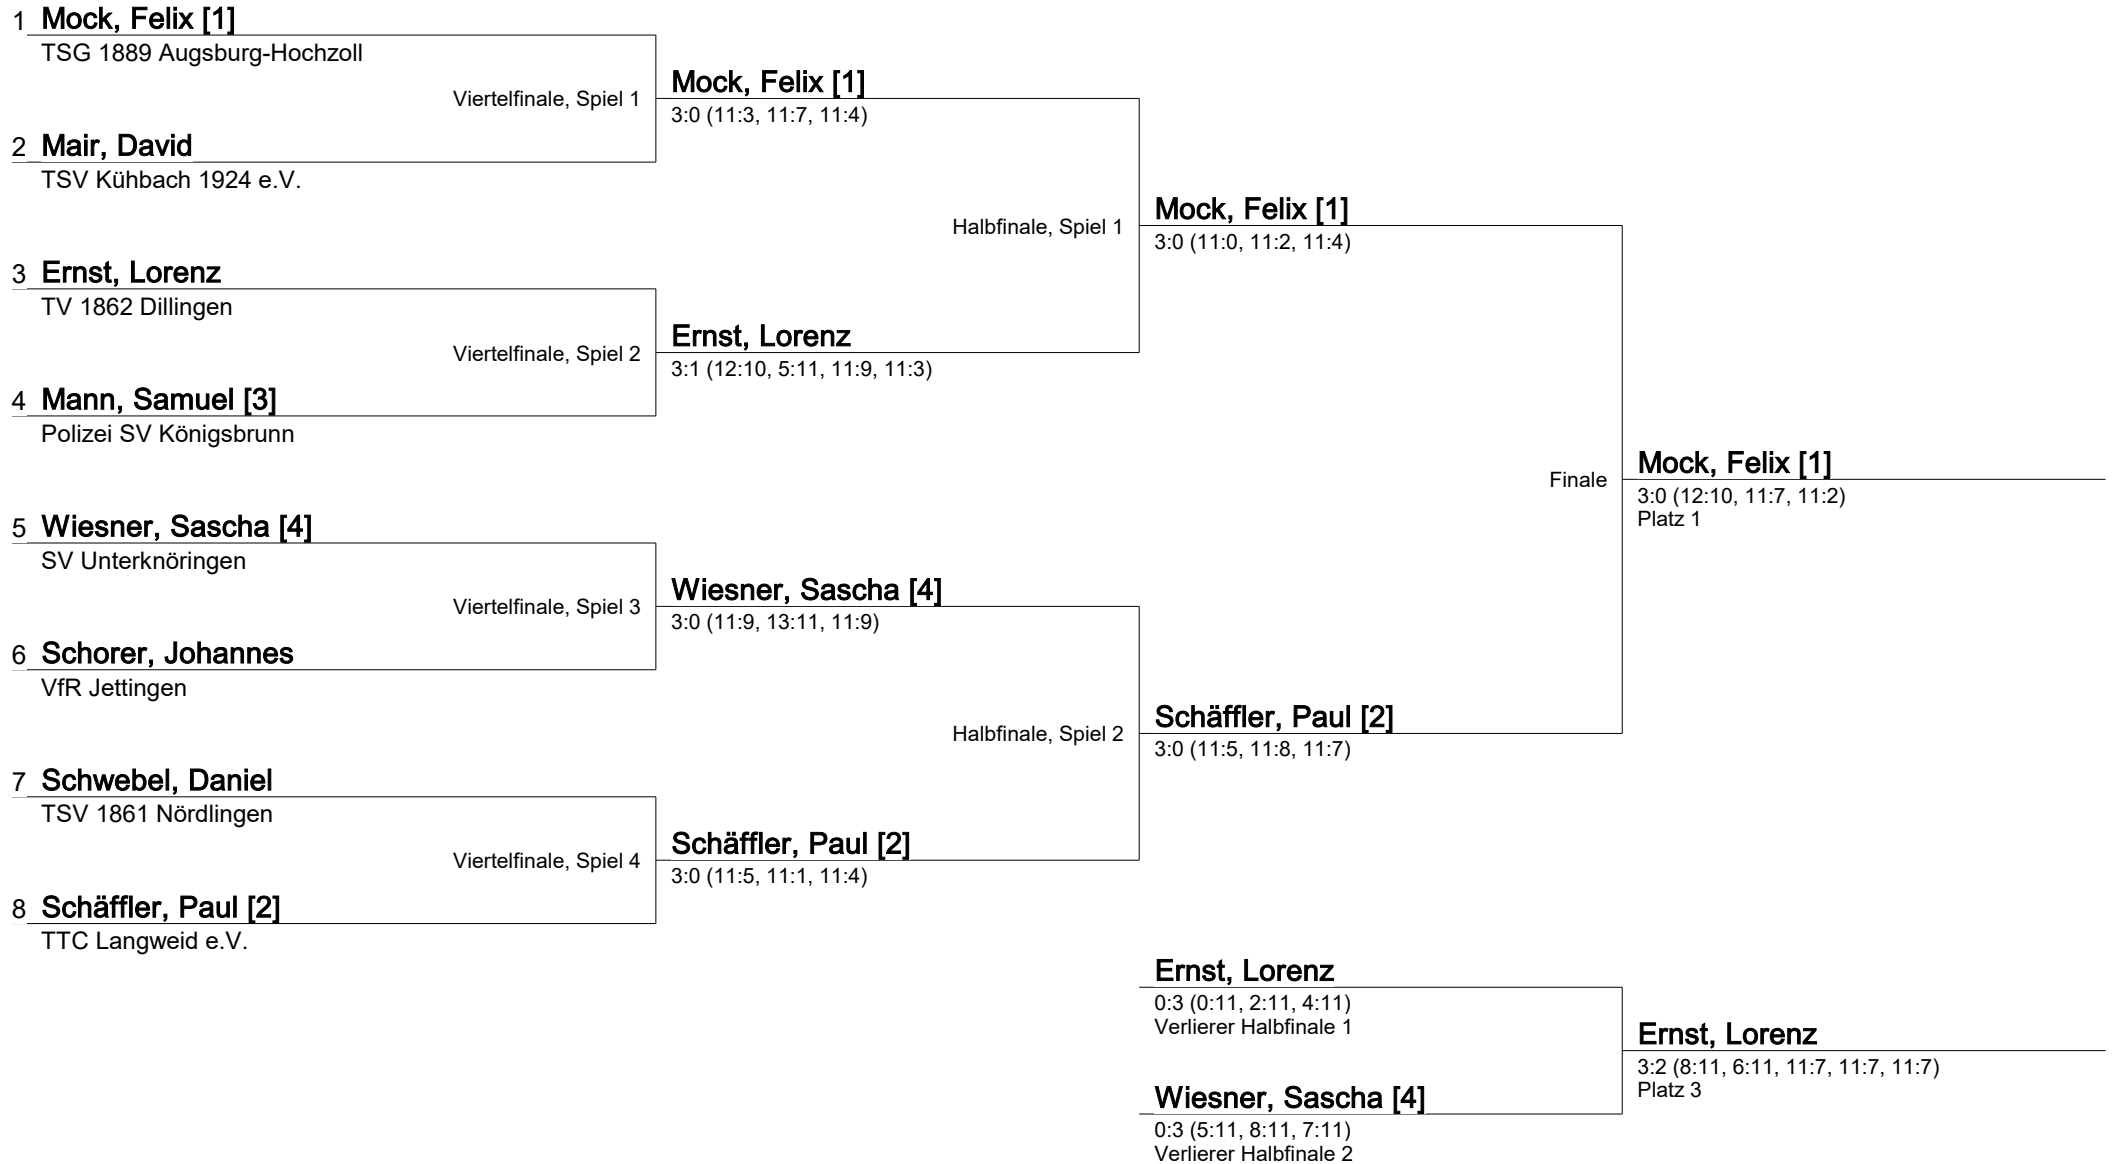 1 Mock, Felix [1]
TSG 1889 Augsburg-Hochzoll
Viertelfinale, Spiel 1
2 Mair, David
TSV Kühbach 1924 e.V.
3 Ernst, Lorenz
TV 1862 Dillingen
Viertelfinale, Spiel 2
4 Mann, Samuel [3]
Polizei SV Königsbrunn
5 Wiesner, Sascha [4]
SV Unterknöringen
Viertelfinale, Spiel 3
6 Schorer, Johannes
VfR Jettingen
7 Schwebel, Daniel
TSV 1861 Nördlingen
Viertelfinale, Spiel 4
8 Schäffler, Paul [2]
TTC Langweid e.V.
Mock, Felix [1]
3:0 (11:3, 11:7, 11:4)
Halbfinale, Spiel 1
Ernst, Lorenz
3:1 (12:10, 5:11, 11:9, 11:3)
Wiesner, Sascha [4]
3:0 (11:9, 13:11, 11:9)
Halbfinale, Spiel 2
Schäffler, Paul [2]
3:0 (11:5, 11:1, 11:4)
Mock, Felix [1]
3:0 (11:0, 11:2, 11:4)
Finale
Schäffler, Paul [2]
3:0 (11:5, 11:8, 11:7)
Mock, Felix [1]
3:0 (12:10, 11:7, 11:2)
Platz 1
Ernst, Lorenz
0:3 (0:11, 2:11, 4:11)
Verlierer Halbfinale 1
Wiesner, Sascha [4]
0:3 (5:11, 8:11, 7:11)
Verlierer Halbfinale 2
Ernst, Lorenz
3:2 (8:11, 6:11, 11:7, 11:7, 11:7)
Platz 3